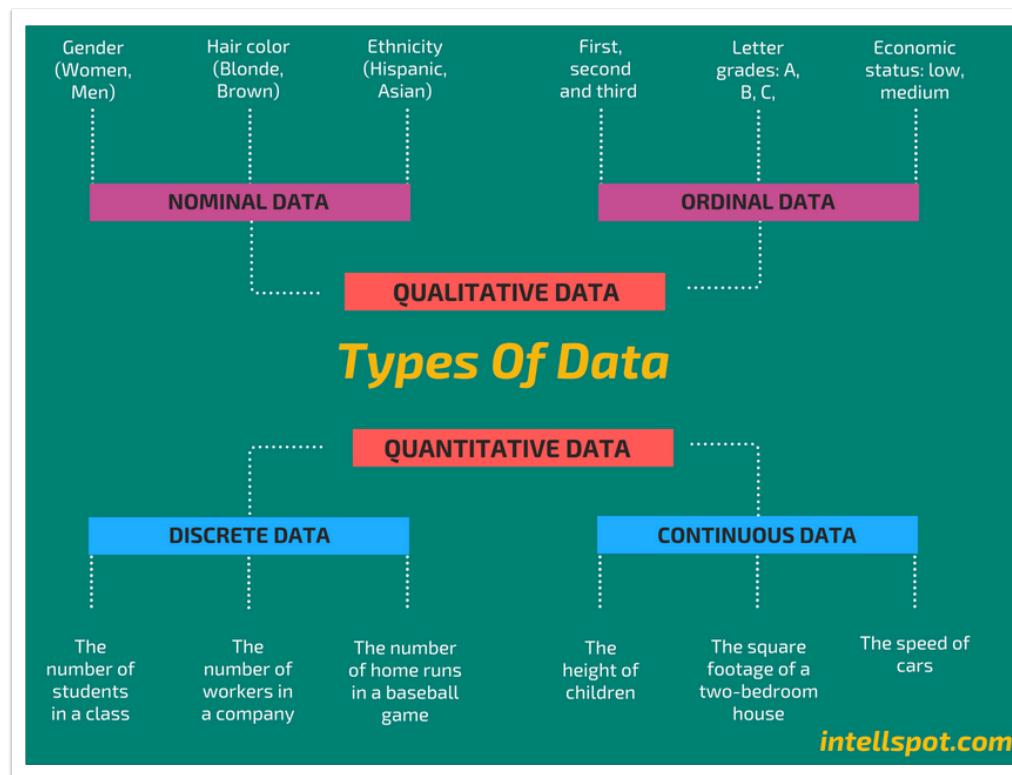 Gender
(Women,
Men)
Hair color
(Blonde,
Brown)
Ethnicity
(Hispanic,
Asian)
First,
second
and third
Letter
grades: A,
B, C,
Economic
status: low,
medium
NOMINAL DATA
ORDINAL DATA
QUALITATIVE DATA
Types Of Data
QUANTITATIVE DATA
DISCRETE DATA
CONTINUOUS DATA
The
number of
students
in a class
The
number of
workers in
a company
The number
of home runs
in a baseball
game
The
height of
children
The square
footage of a
two-bedroom
house
The speed of
cars
intellspot.com